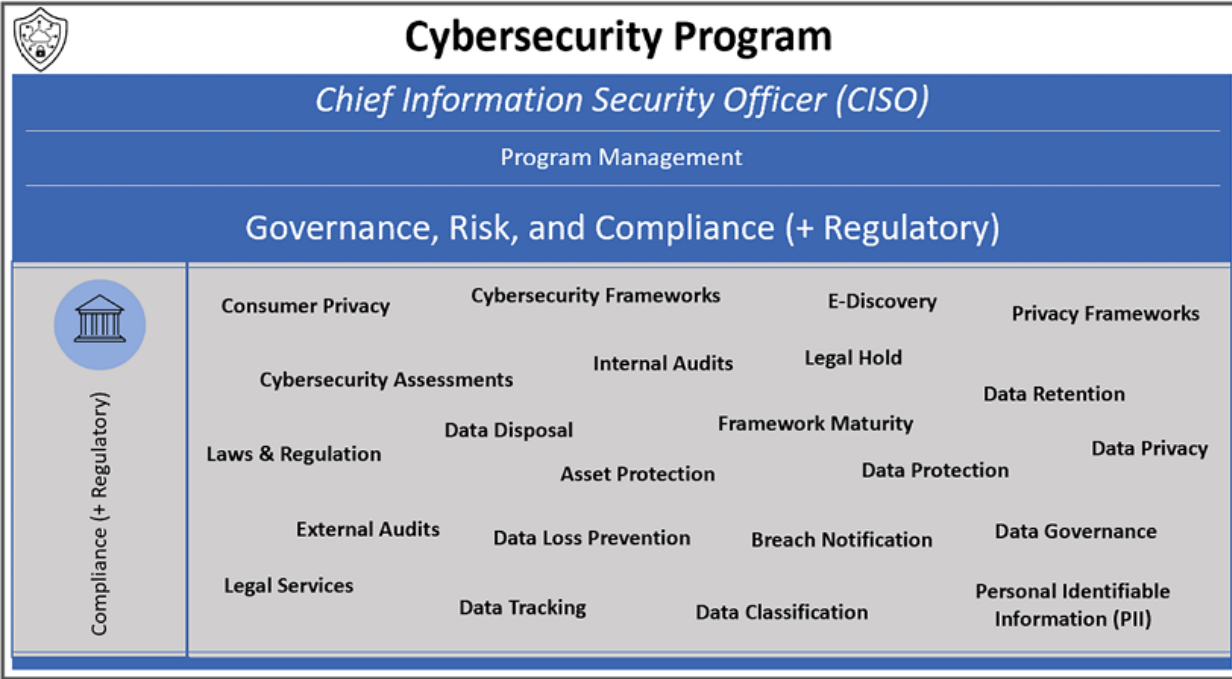 Cybersecurity Program
Chief Information Security Officer (CISO)
Program Management
Governance, Risk, and Compliance (+ Regulatory)
Compliance (+ Regulatory)
Consumer Privacy
Cybersecurity Frameworks
E-Discovery
Privacy Frameworks
Internal Audits
Legal Hold
Cybersecurity Assessments
Data Retention
Data Disposal
Framework Maturity
Laws & Regulation
Data Privacy
Asset Protection
Data Protection
External Audits
Data Loss Prevention
Breach Notification
Data Governance
Legal Services
Data Tracking
Data Classification
Personal Identifiable
Information (PII)